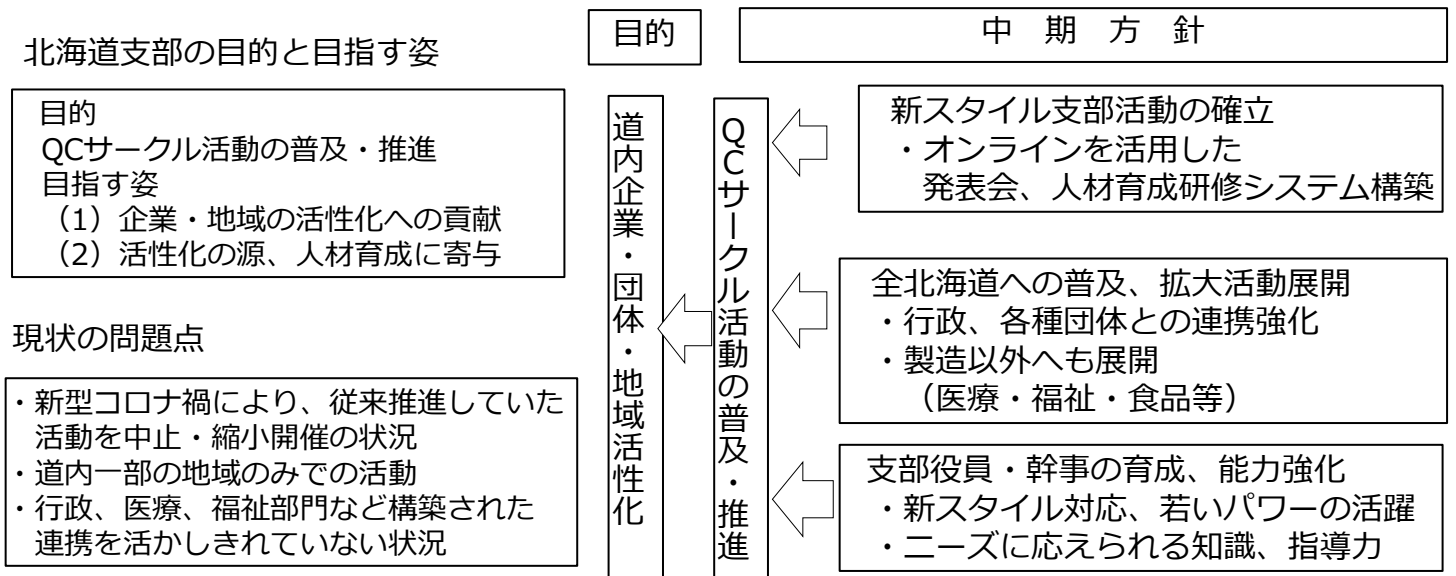 北海道支部の目的と目指す姿
目的
QCサークル活動の普及・推進
目指す姿
（1）企業・地域の活性化への貢献
（2）活性化の源、人材育成に寄与
現状の問題点
・新型コロナ禍により、従来推進していた
活動を中止・縮小開催の状況
・道内一部の地域のみでの活動
・行政、医療、福祉部門など構築された
連携を活かしきれていない状況
目的
道内企業・団体・地域活性化
中 期 方 針
QCサークル活動の普及・推進
新スタイル支部活動の確立
・オンラインを活用した
発表会、人材育成研修システム構築
全北海道への普及、拡大活動展開
・行政、各種団体との連携強化
・製造以外へも展開
（医療・福祉・食品等）
支部役員・幹事の育成、能力強化
・新スタイル対応、若いパワーの活躍
・ニーズに応えられる知識、指導力